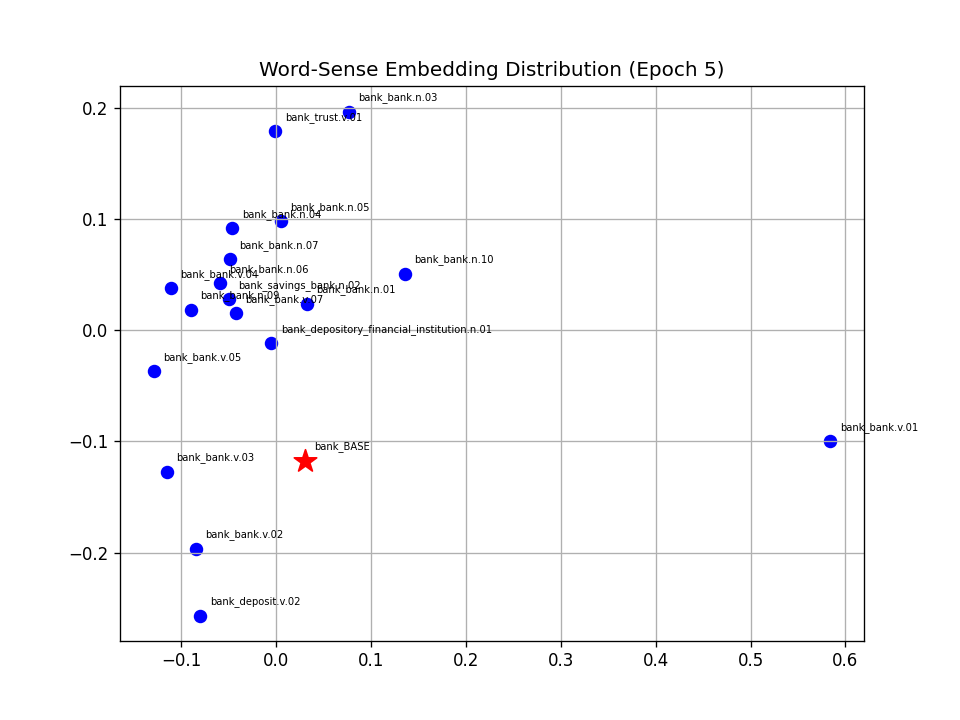 Word-Sense Embedding Distribution (Epoch 5)
bank_bank.n.03
0.2
bank_trust.v.01
bank_bank.n.05
bank_bank.n.04
0.1
bank_bank.n.07
bank_bank.n.10
bank_bank.n.06
bank_bank.v.04
bank_savings_bank.n.02
bank_bank.n.01
bank_bank.n.09
bank_bank.v.07
0.0
bank_depository_financial_institution.n.01
bank_bank.v.05
bank_bank.v.01
−0.1
bank_BASE
bank_bank.v.03
bank_bank.v.02
−0.2
bank_deposit.v.02
−0.1 0.0 0.1 0.2 0.3 0.4 0.5 0.6